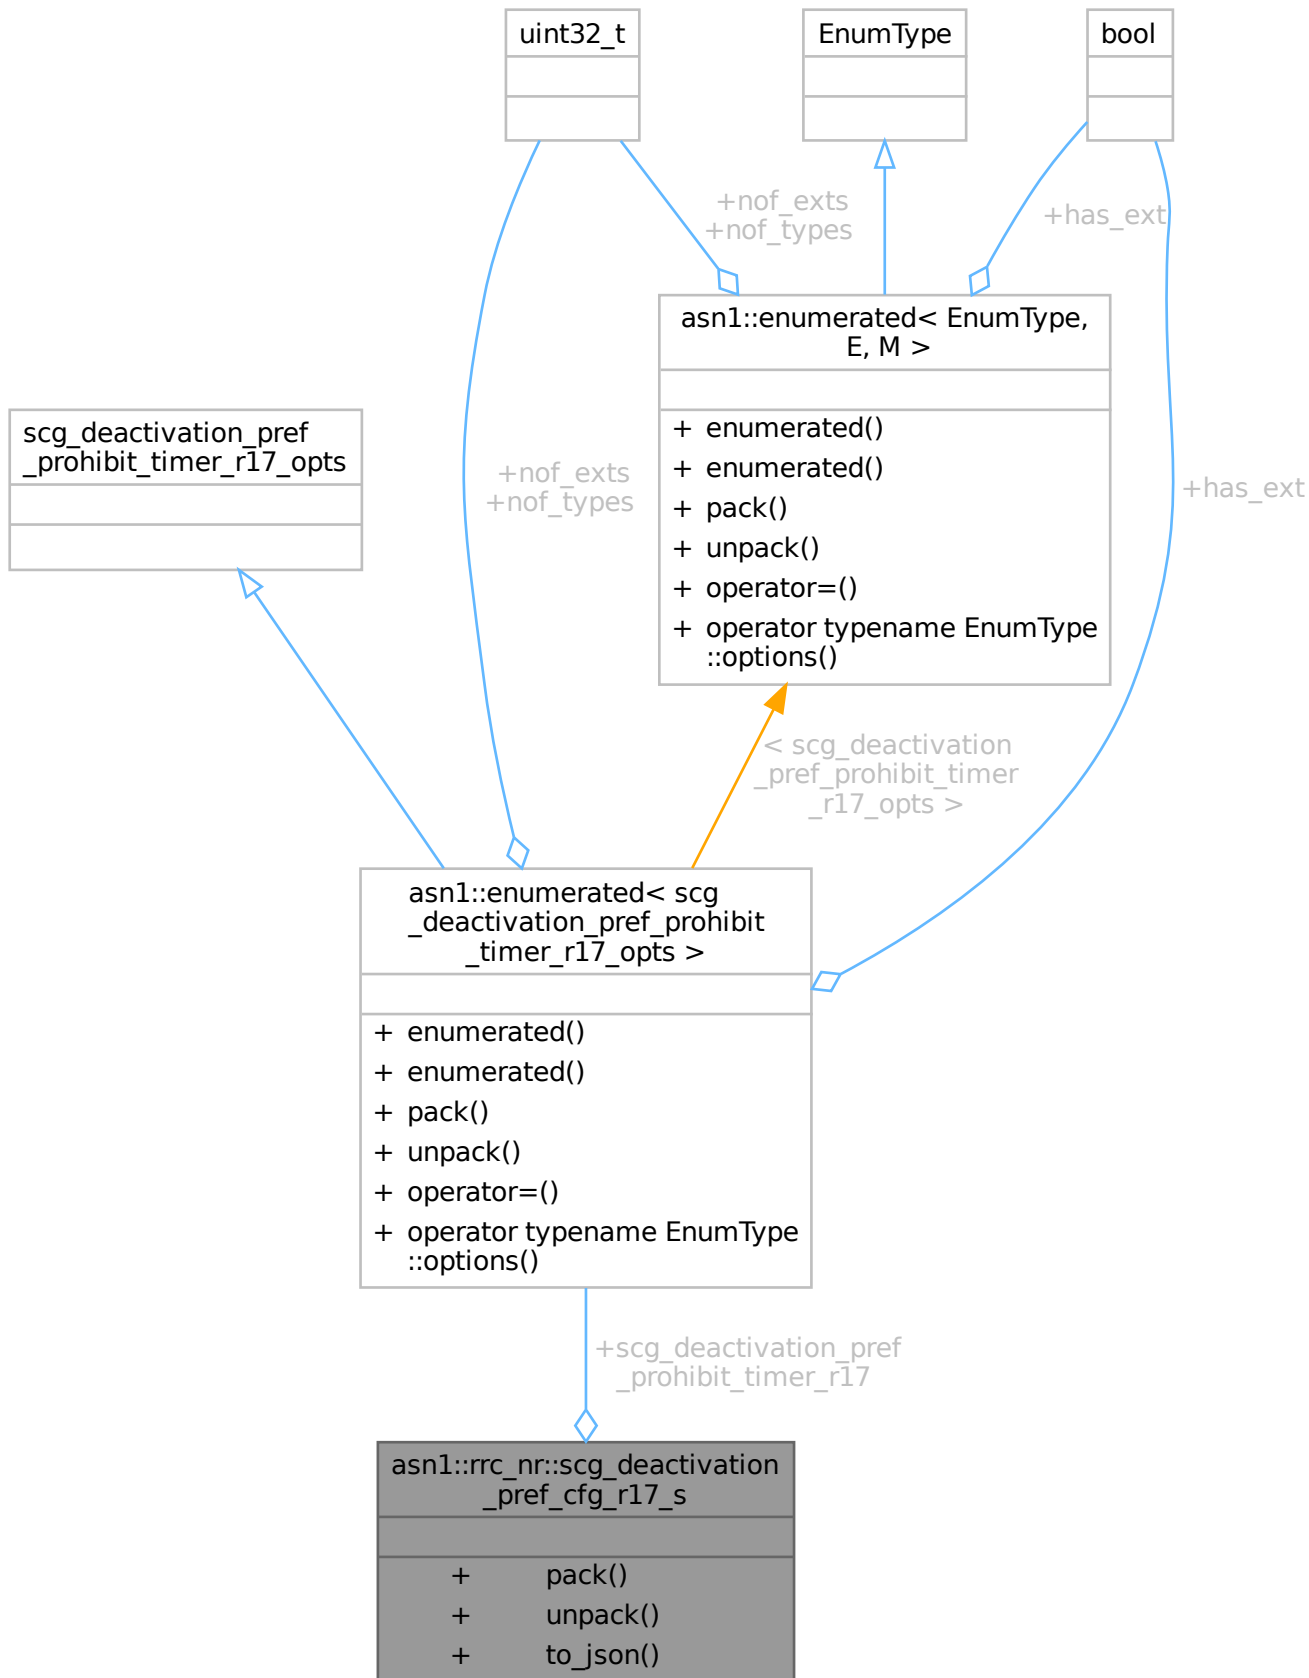 uint32_t
EnumType
bool
+nof_exts
+nof_types
+has_ext
asn1::enumerated< EnumType,
E, M >
+ enumerated()
+ enumerated()
+ pack()
+ unpack()
+ operator=()
+ operator typename EnumType
::options()
scg_deactivation_pref
_prohibit_timer_r17_opts
+nof_exts
+nof_types
+has_ext
< scg_deactivation
_pref_prohibit_timer
_r17_opts >
asn1::enumerated< scg
_deactivation_pref_prohibit
_timer_r17_opts >
+ enumerated()
+ enumerated()
+ pack()
+ unpack()
+ operator=()
+ operator typename EnumType
::options()
+scg_deactivation_pref
_prohibit_timer_r17
asn1::rrc_nr::scg_deactivation
_pref_cfg_r17_s
+ pack()
+ unpack()
+ to_json()